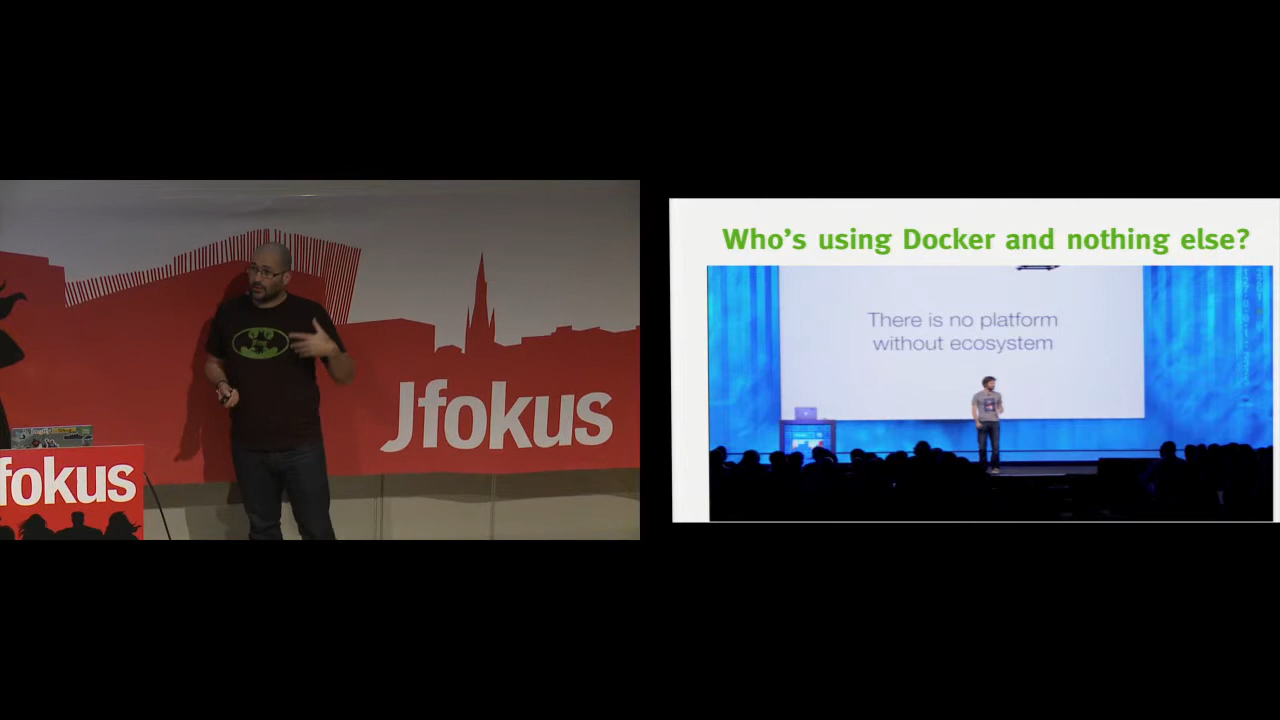 Jfokus
fokus
Who's using Docker and nothing else?
There is no platform
without ecosystem